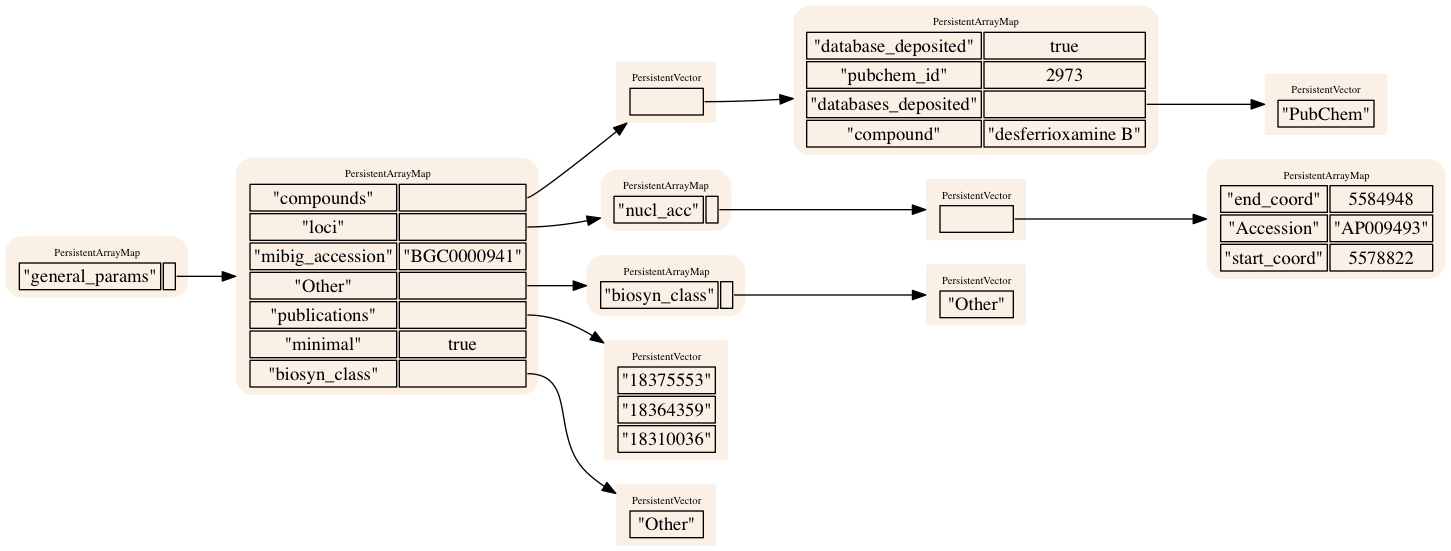 PersistentArrayMap
"general_params"
PersistentArrayMap
"compounds"
"loci"
"mibig_accession" "BGC0000941"
"Other"
"publications"
"minimal" true
"biosyn_class"
PersistentVector
PersistentArrayMap
"database_deposited" true
"pubchem_id" 2973
"databases_deposited"
"compound" "desferrioxamine B"
PersistentVector
"PubChem"
PersistentArrayMap
"nucl_acc"
PersistentVector
PersistentArrayMap
"end_coord" 5584948
"Accession" "AP009493"
"start_coord" 5578822
PersistentArrayMap
"biosyn_class"
PersistentVector
"Other"
PersistentVector
"18375553"
"18364359"
"18310036"
PersistentVector
"Other"